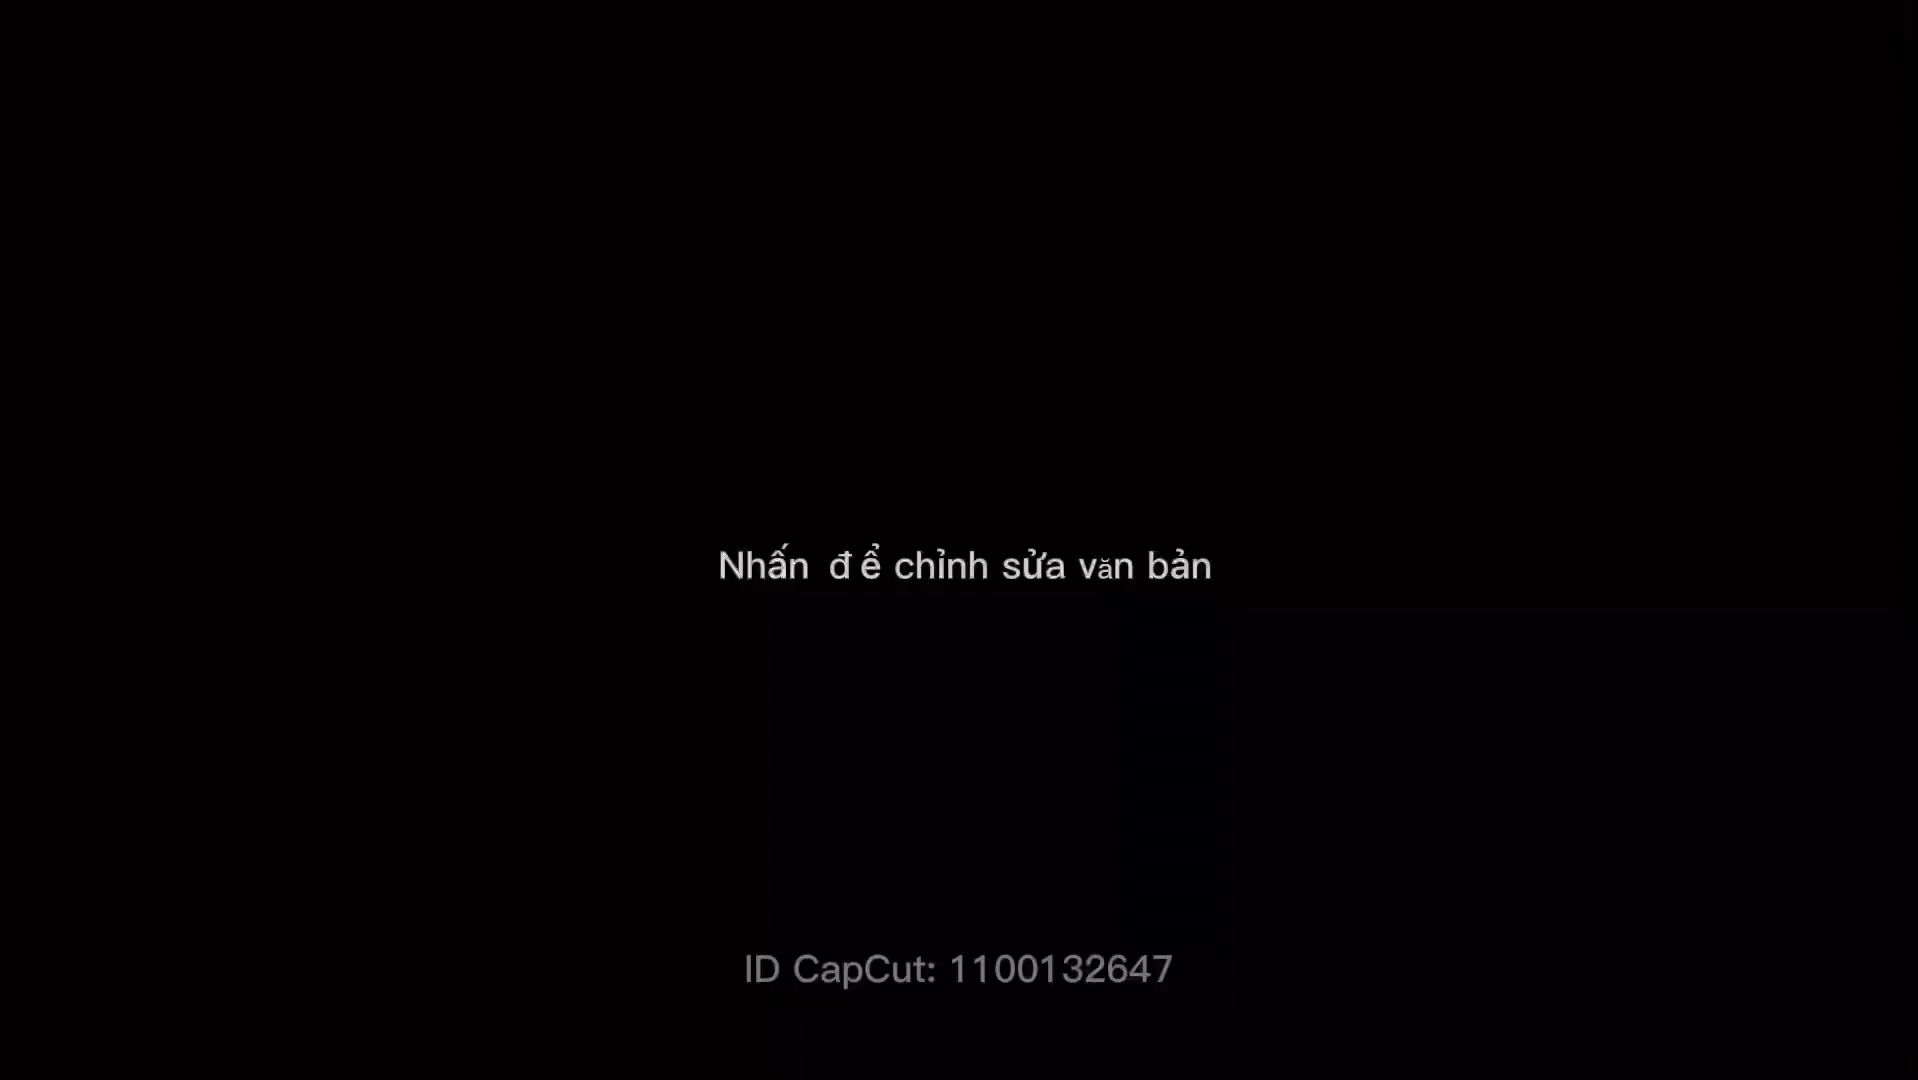 Nhấn để chỉnh sửa văn bản
ID CapCut: 1100132647